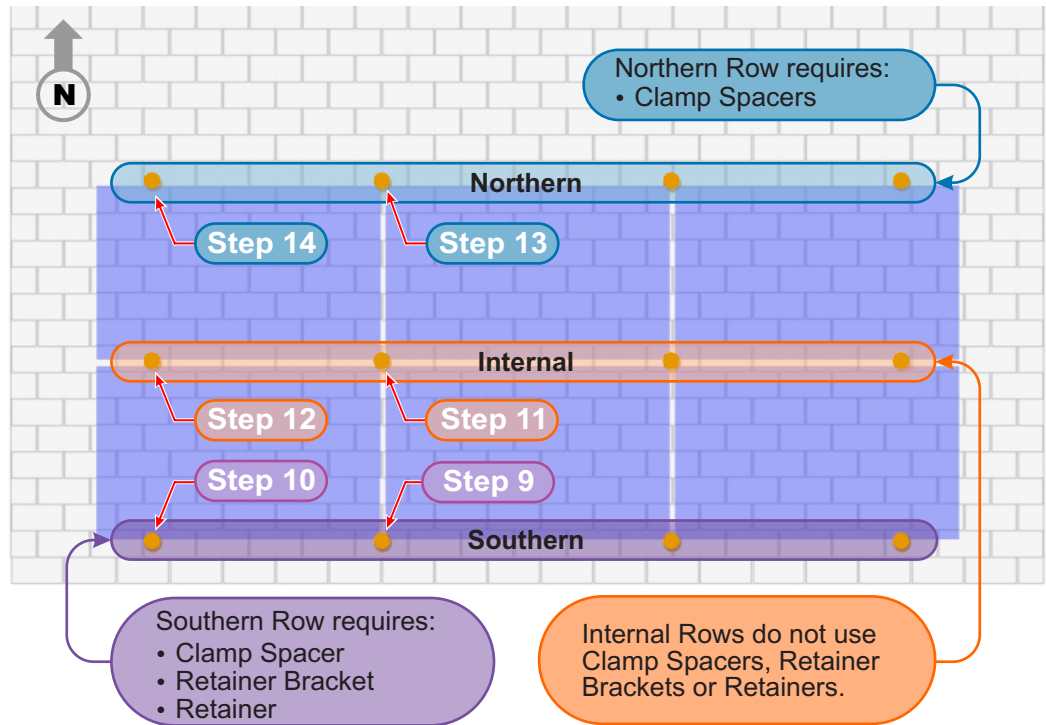 N
Northern Row requires:
• Clamp Spacers
Northern
Step 14
Step 13
Internal
Step 12
Step 11
Step 10
Step 9
Southern
Southern Row requires:
• Clamp Spacer
• Retainer Bracket
• Retainer
Internal Rows do not use
Clamp Spacers, Retainer
Brackets or Retainers.